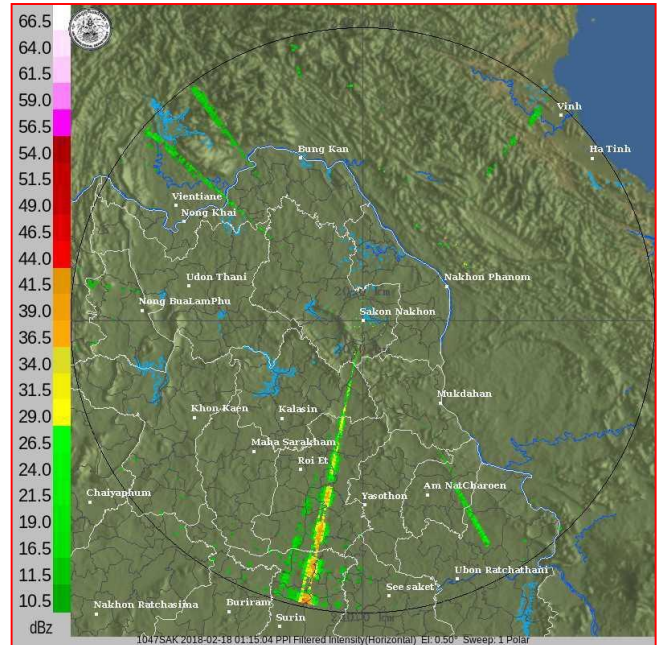 66.5
64.0
61.5
59.0
56.5
54.0
51.5
49.0
46.5
44.0
41.5
39.0
36.5
34.0
31.5
29.0
26.5
24.0
21.5
19.0
16.5
14.0
11.5
10.5
dBz
Vinh
Ha Tinh
Bung Kan
Vientiane
Nong Khai
Udon Thani
Nakhon Phanom
Nong BuaLamPhu
Sakon Nakhon
Mukdahan
Khon-Kaen
Kalasin
Maha Sarakham
Roi Et
Chaiyaphum
Yasothon
Am NatCharoen
Ubon Ratchathani
See saket
Nakhon Ratchasima
Buriram
Surin
1047SAK 2018-02-18 01:15:04 PPI Filtered Intensity(Horizontal) El: 0.50° Sweep: 1 Polar